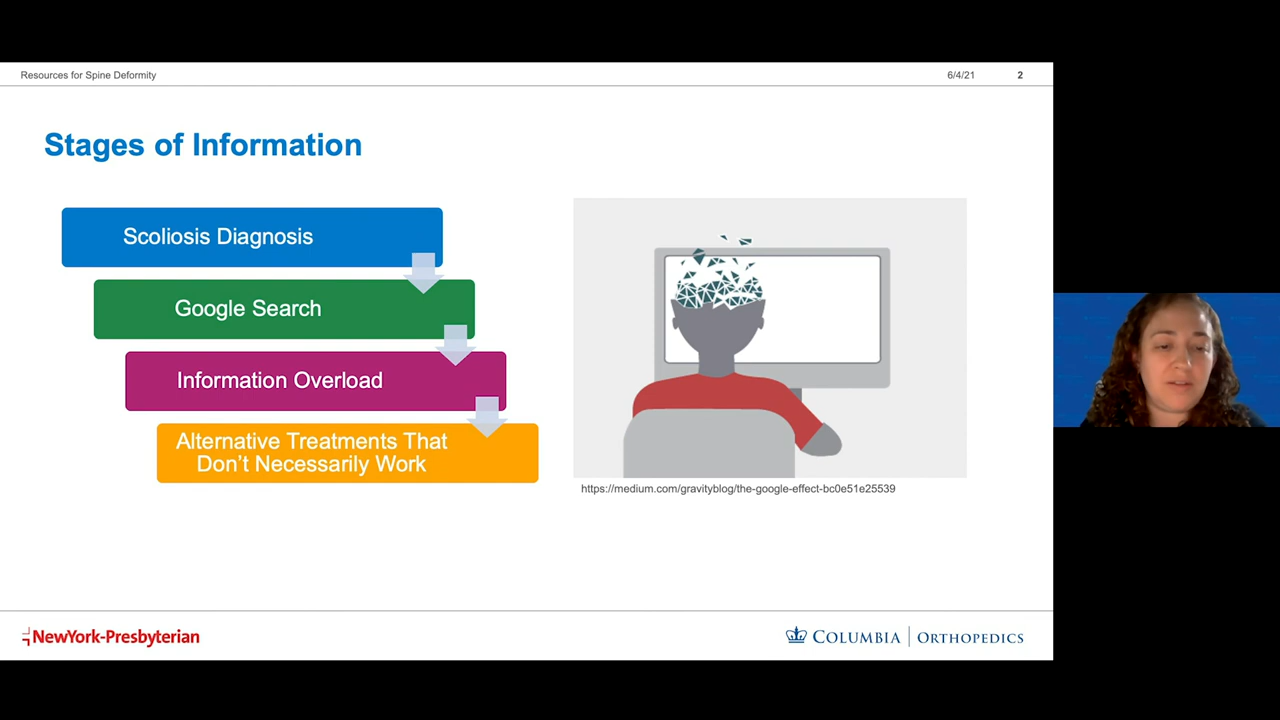 Resources for Spine Deformity
6/4/21
2
Stages of Information
Scoliosis Diagnosis
Google Search
Information Overload
Alternative Treatments That
Don't Necessarily Work
https://medium.com/gravityblog/the-google-effect-bc0e51e25539
NewYork-Presbyterian
COLUMBIA | ORTHOPEDICS